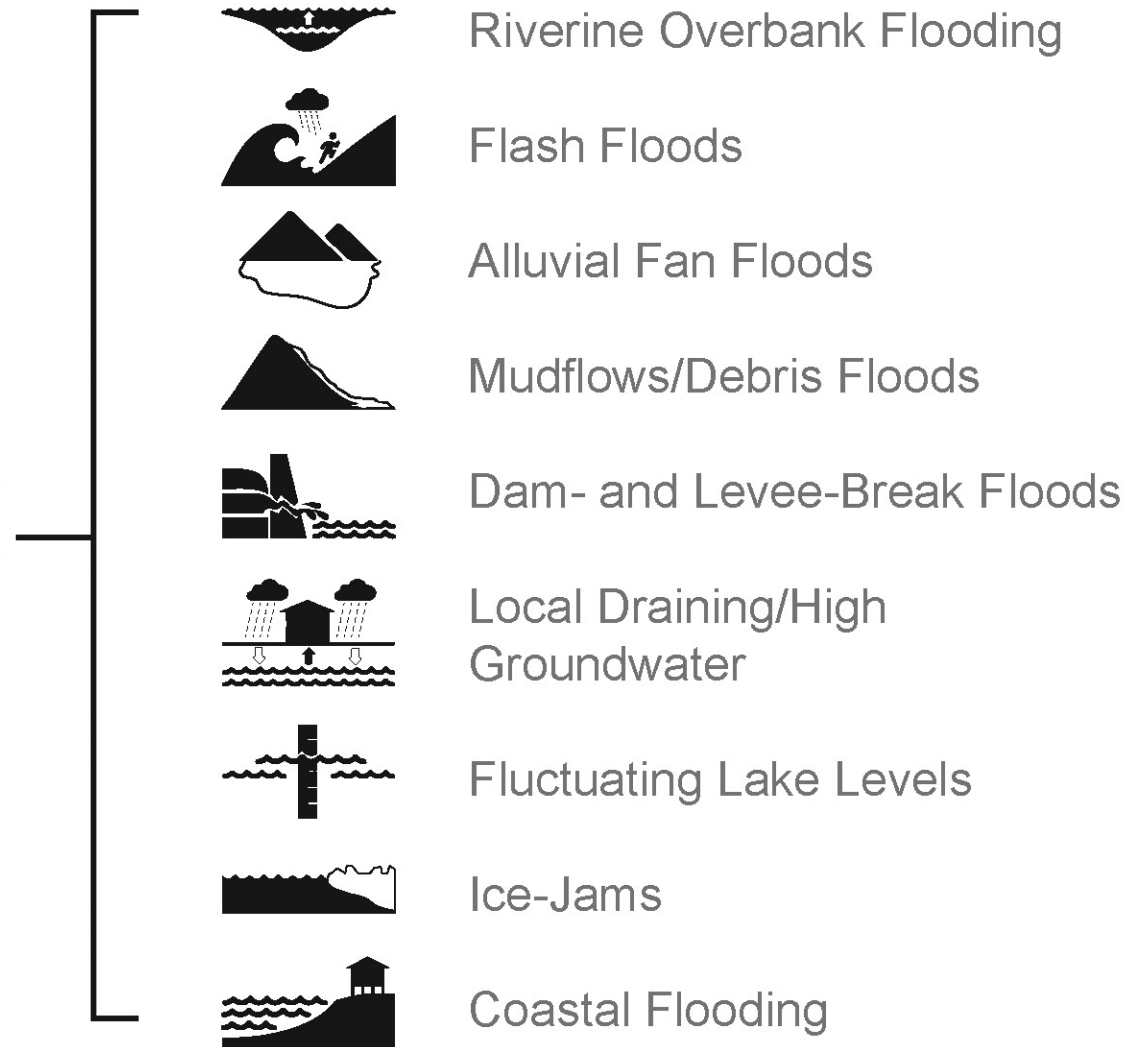 Riverine Overbank Flooding
Flash Floods
Alluvial Fan Floods
Mudflows/Debris Floods
Dam- and Levee-Break Floods
Local Draining/High
Groundwater
Fluctuating Lake Levels
Ice-Jams
Coastal Flooding